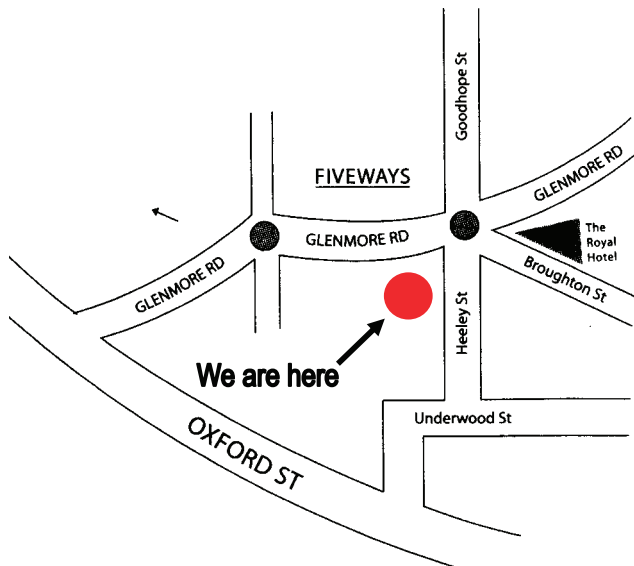 Goodhope St
FIVEWAYS
GLENMORE RD
GLENMORE RD
GLENMORE RD
The
Royal
Hotel
Broughton St
Heeley St
We are here
Underwood St
OXFORD ST